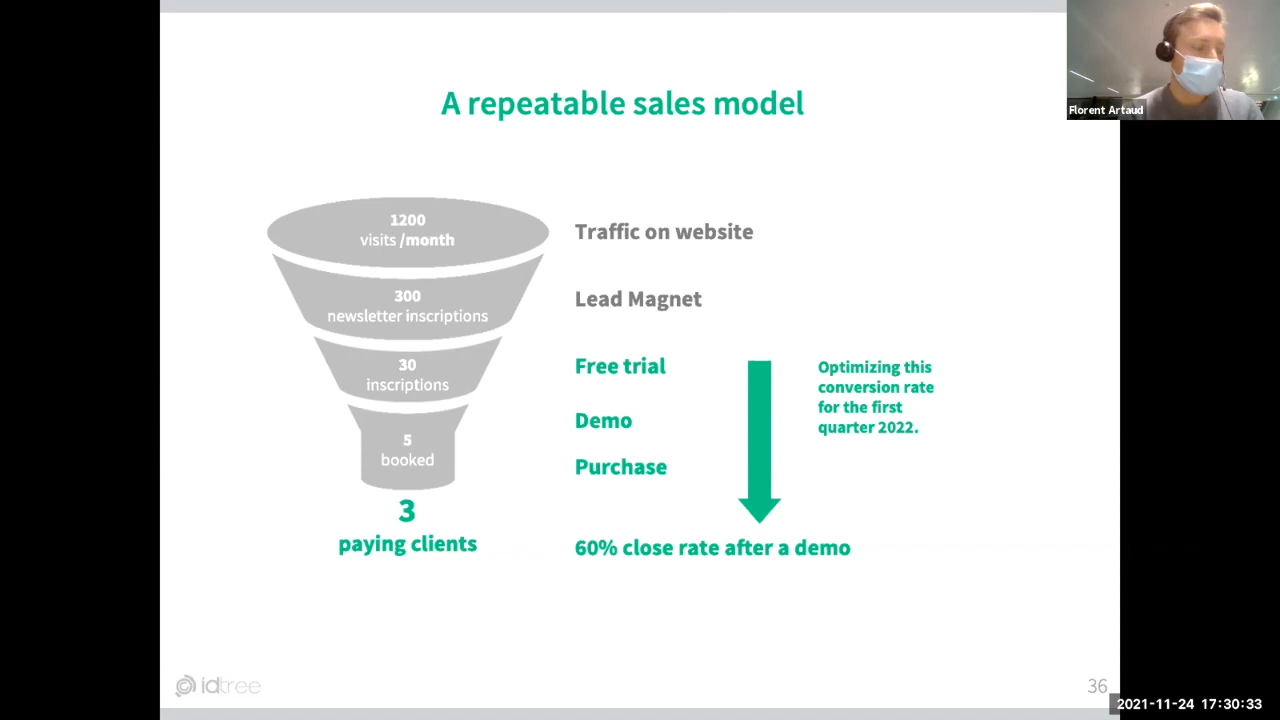 A repeatable sales model
Florent Artaud
1200
visits /month
Traffic on website
300
newsletter inscriptions
Lead Magnet
30
inscriptions
Free trial
Optimizing this
conversion rate
for the first
quarter 2022.
Demo
5
booked
Purchase
3
paying clients
60% close rate after a demo
idtree
36
2021-11-24 17:30:33